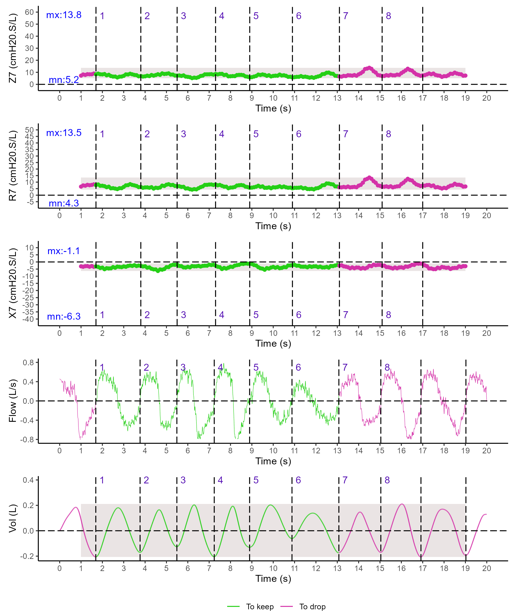 mx:13.8 1 2 3 4 5 6 7 8
mn:5.2
60
50
40
30
20
10
0
Z7 (cmH20.S/L)
0 1 2 3 4 5 6 7 8 9 10 11 12 13 14 15 16 17 18 19 20
Time (s)
mx:13.5 1 2 3 4 5 6 7 8
mn:4.3
50
45
40
35
30
25
20
15
10
5
0
-5
R7 (cmH20.S/L)
0 1 2 3 4 5 6 7 8 9 10 11 12 13 14 15 16 17 18 19 20
Time (s)
mx:-1.1
mn:-6.3 1 2 3 4 5 6 7 8
10
5
0
-5
-10
-15
-20
-25
-30
-35
-40
X7 (cmH20.S/L)
0 1 2 3 4 5 6 7 8 9 10 11 12 13 14 15 16 17 18 19 20
Time (s)
1 2 3 4 5 6 7 8
0.8
0.4
0.0
-0.4
-0.8
Flow (L/s)
0 1 2 3 4 5 6 7 8 9 10 11 12 13 14 15 16 17 18 19 20
Time (s)
1 2 3 4 5 6 7 8
0.4
0.2
0.0
-0.2
Vol (L)
0 1 2 3 4 5 6 7 8 9 10 11 12 13 14 15 16 17 18 19 20
Time (s)
To keep To drop